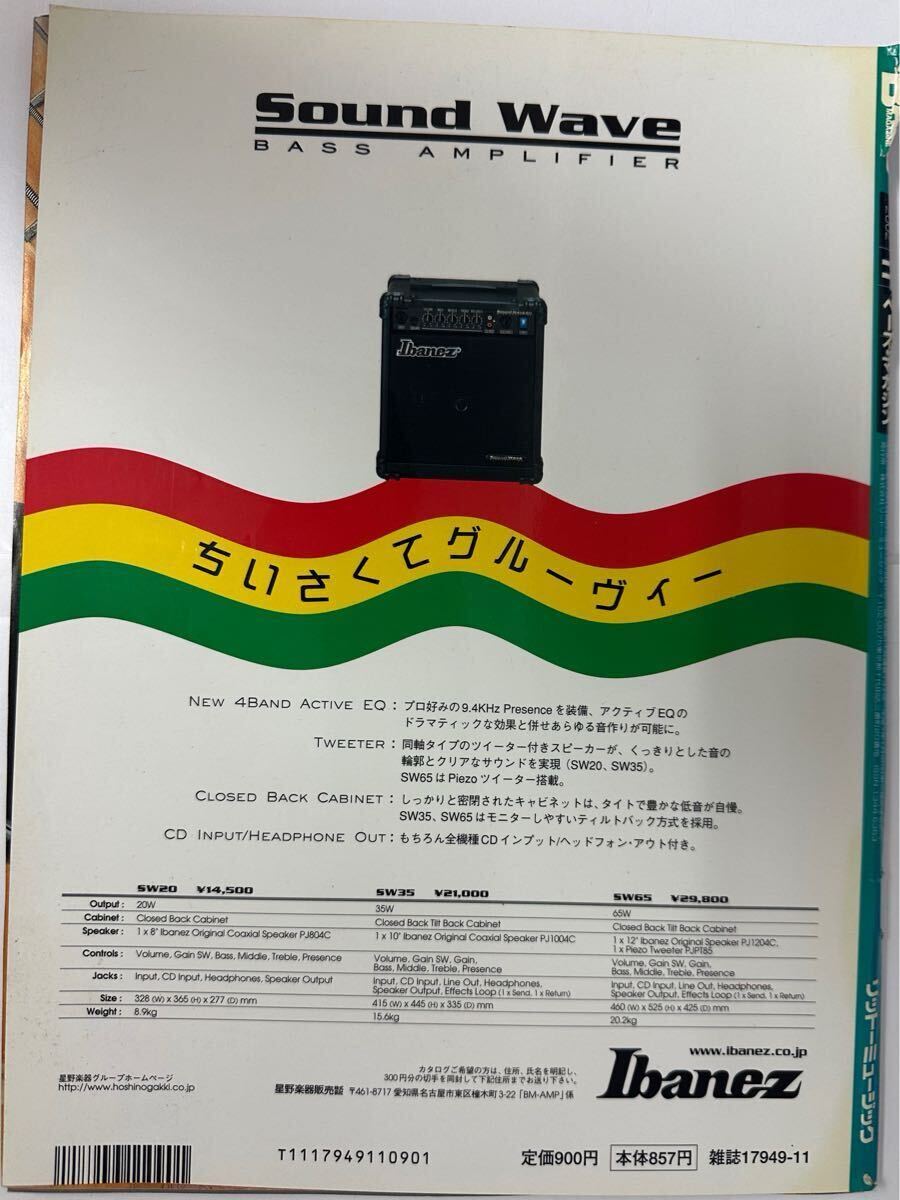 Sound Wave
BASS AMPLIFIER
Ibanez
Sound Wave
ちいさくてグルーヴィー
NEW 4BAND ACTIVE EQ : プロ好みの9.4KHz Presenceを装備、アクティブEQの
ドラマティックな効果と併せあらゆる音作りが可能に。
TWEETER : 同軸タイプのツイーター付きスピーカーが、くっきりとした音の
輪郭とクリアなサウンドを実現（SW20、SW35）。
SW65はPiezoツイーター搭載。
CLOSED BACK CABINET : しっかりと密閉されたキャビネットは、タイトで豊かな低音が自慢。
SW35、SW65はモニターしやすいティルトバック方式を採用。
CD INPUT/HEADPHONE OUT : もちろん全機種CDインプット/ヘッドフォン・アウト付き。
SW20 ¥14,500 SW35 ¥21,000 SW65 ¥29,800
Output : 20W 35W 65W
Cabinet : Closed Back Cabinet Closed Back Tilt Back Cabinet Closed Back Tilt Back Cabinet
Speaker : 1 x 8" Ibanez Original Coaxial Speaker PJ804C 1 x 10" Ibanez Original Coaxial Speaker PJ1004C 1 x 12" Ibanez Original Speaker PJ1204C,
1 x Piezo Tweeter PJPT85
Controls : Volume, Gain SW, Bass, Middle, Treble, Presence Volume, Gain SW, Gain, Volume, Gain SW, Gain,
Bass, Middle, Treble, Presence Bass, Middle, Treble, Presence
Jacks : Input, CD Input, Headphones, Speaker Output Input, CD Input, Line Out, Headphones, Input, CD Input, Line Out, Headphones,
Speaker Output, Effects Loop (1 x Send, 1 x Return) Speaker Output, Effects Loop (1 x Send, 1 x Return)
Size : 328 (W) x 365 (H) x 277 (D) mm 415 (W) x 445 (H) x 335 (D) mm 460 (W) x 525 (H) x 425 (D) mm
Weight : 8.9kg 15.6kg 20.2kg
星野楽器グループホームページ
http://www.hoshinogakki.co.jp
カタログご希望の方は、住所、氏名を明記し、
300円分の切手を同封して下記住所までお送り下さい。
星野楽器販売㈱ 〒461-8717 愛知県名古屋市東区橦木町3-22「BM-AMP」係
www.ibanez.co.jp
Ibanez
T1117949110901
定価900円 本体857円 雑誌17949-11
MAGAZINE
2002
リットーミュージック